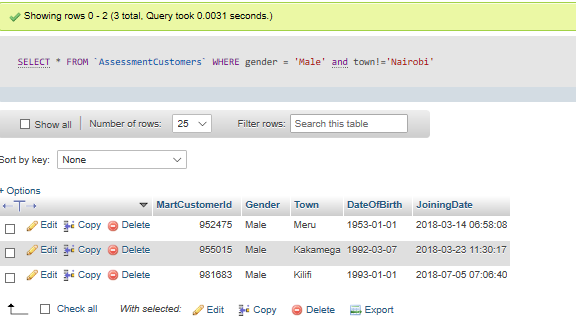 Showing rows 0 - 2 (3 total, Query took 0.0031 seconds.)
SELECT * FROM `AssessmentCustomers` WHERE gender = 'Male' and town!='Nairobi'
Show all Number of rows: 25 Filter rows: Search this table
Sort by key: None
+ Options
←T→ MartCustomerId Gender Town DateOfBirth JoiningDate
Edit Copy Delete 952475 Male Meru 1953-01-01 2018-03-14 06:58:08
Edit Copy Delete 955015 Male Kakamega 1992-03-07 2018-03-23 11:30:17
Edit Copy Delete 981683 Male Kilifi 1993-01-01 2018-07-05 07:06:40
Check all With selected: Edit Copy Delete Export